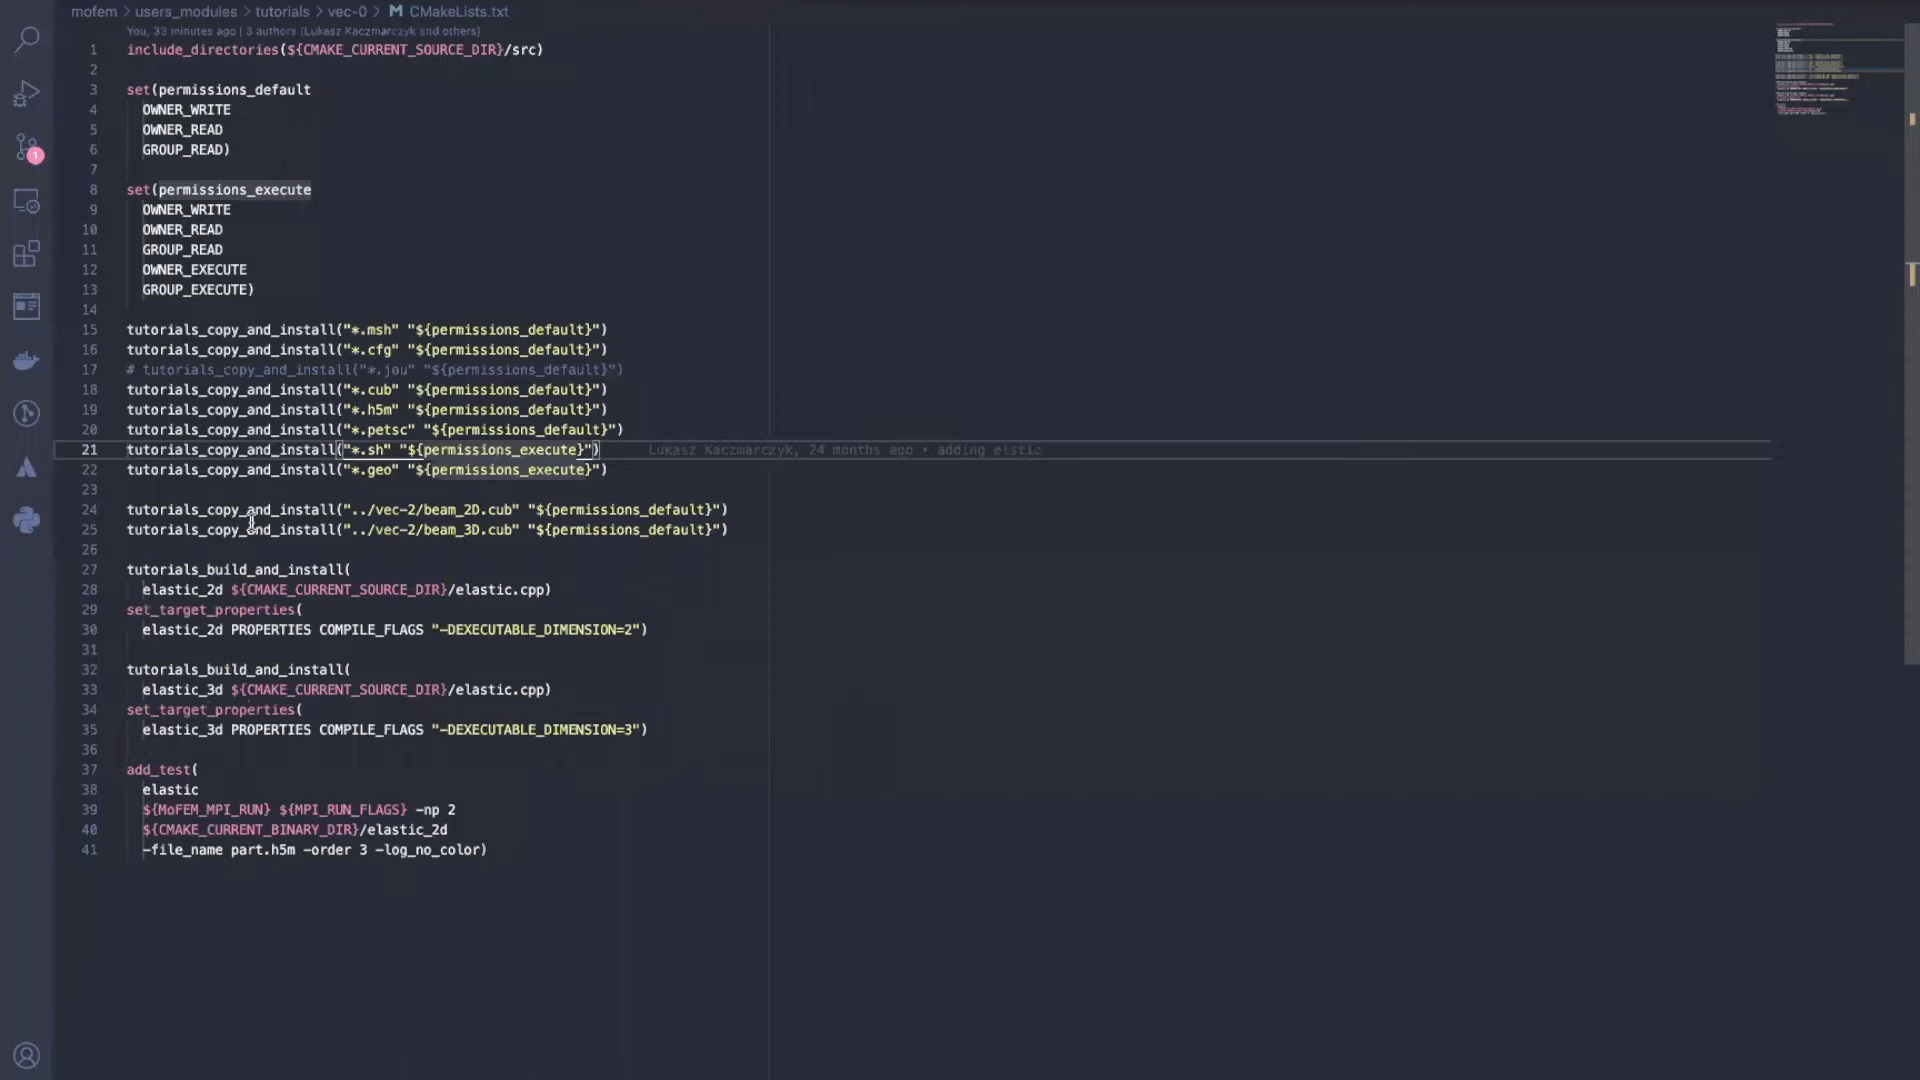 mofem > users_modules > tutorials > vec-0 > CMakeLists.txt
You, 33 minutes ago | 3 authors (Lukasz Kaczmarczyk and others)
1 include_directories(${CMAKE_CURRENT_SOURCE_DIR}/src)
2
3 set(permissions_default
4 OWNER_WRITE
5 OWNER_READ
6 GROUP_READ)
7
8 set(permissions_execute
9 OWNER_WRITE
10 OWNER_READ
11 GROUP_READ
12 OWNER_EXECUTE
13 GROUP_EXECUTE)
14
15 tutorials_copy_and_install("*.msh" "${permissions_default}")
16 tutorials_copy_and_install("*.cfg" "${permissions_default}")
17 # tutorials_copy_and_install("*.jou" "${permissions_default}")
18 tutorials_copy_and_install("*.cub" "${permissions_default}")
19 tutorials_copy_and_install("*.h5m" "${permissions_default}")
20 tutorials_copy_and_install("*.petsc" "${permissions_default}")
21 tutorials_copy_and_install("*.sh" "${permissions_execute}") Lukasz Kaczmarczyk, 24 months ago • adding elstic
22 tutorials_copy_and_install("*.geo" "${permissions_execute}")
23
24 tutorials_copy_and_install("../vec-2/beam_2D.cub" "${permissions_default}")
25 tutorials_copy_and_install("../vec-2/beam_3D.cub" "${permissions_default}")
26
27 tutorials_build_and_install(
28 elastic_2d ${CMAKE_CURRENT_SOURCE_DIR}/elastic.cpp)
29 set_target_properties(
30 elastic_2d PROPERTIES COMPILE_FLAGS "-DEXECUTABLE_DIMENSION=2")
31
32 tutorials_build_and_install(
33 elastic_3d ${CMAKE_CURRENT_SOURCE_DIR}/elastic.cpp)
34 set_target_properties(
35 elastic_3d PROPERTIES COMPILE_FLAGS "-DEXECUTABLE_DIMENSION=3")
36
37 add_test(
38 elastic
39 ${MoFEM_MPI_RUN} ${MPI_RUN_FLAGS} -np 2
40 ${CMAKE_CURRENT_BINARY_DIR}/elastic_2d
41 -file_name part.h5m -order 3 -log_no_color)
1